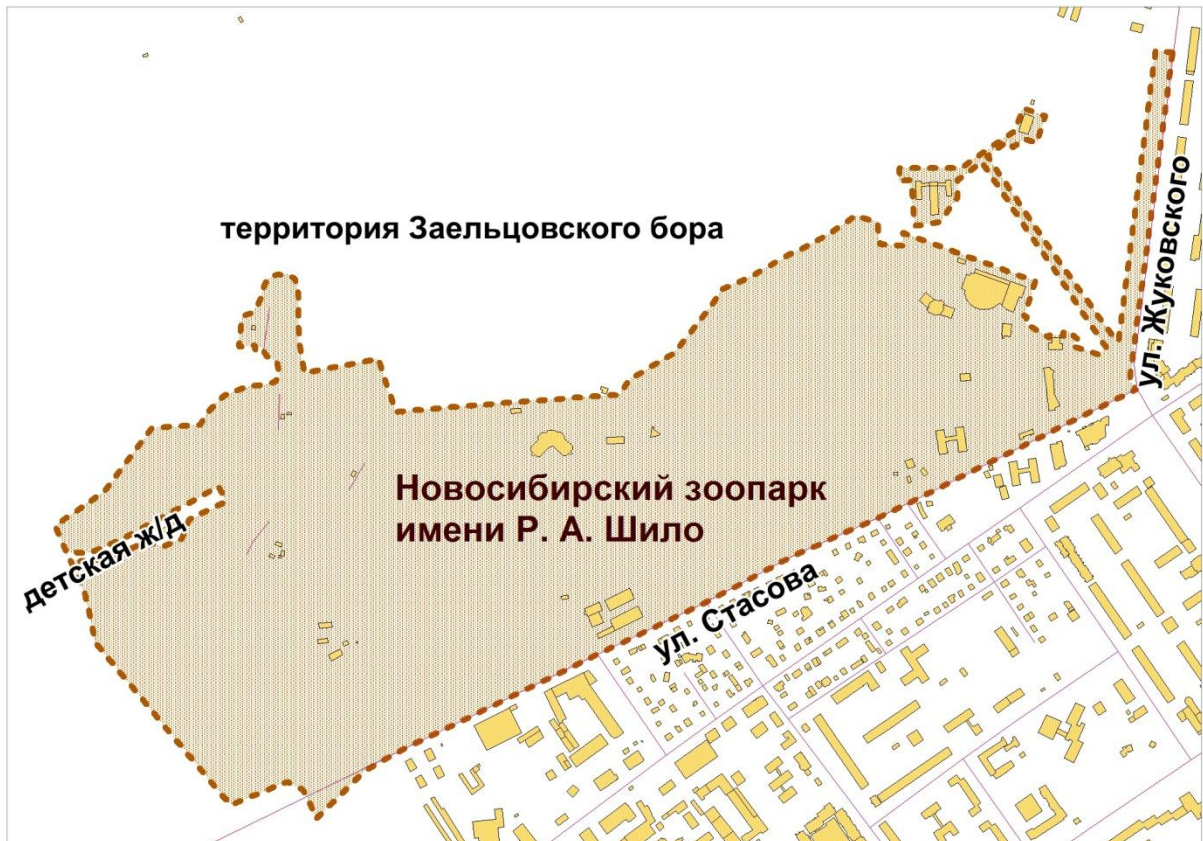 территория Заельцовского бора
ул. Жуковского
Новосибирский зоопарк
имени Р. А. Шило
детская ж/д
ул. Стасова